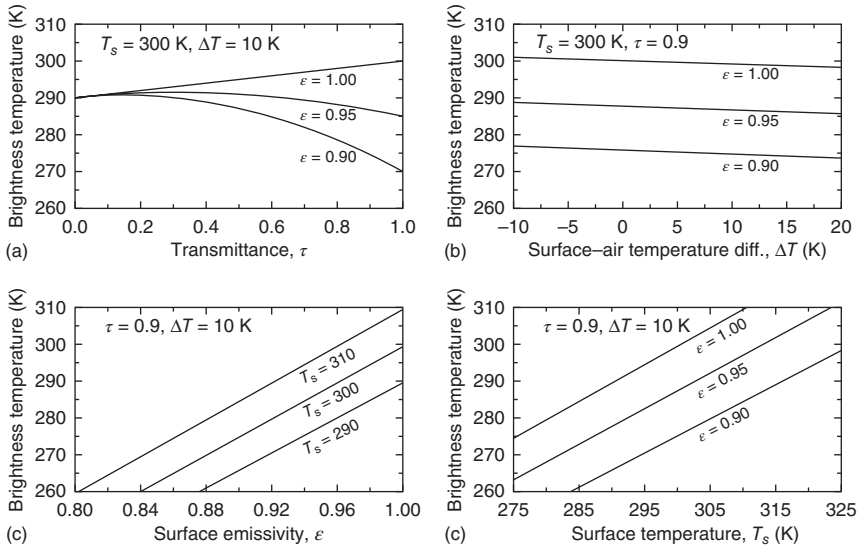 Brightness temperature (K)
310
300
290
280
270
260
T_s = 300 K, ΔT = 10 K
ε = 1.00
ε = 0.95
ε = 0.90
0.0 0.2 0.4 0.6 0.8 1.0
(a) Transmittance, τ
Brightness temperature (K)
310
300
290
280
270
260
T_s = 300 K, τ = 0.9
ε = 1.00
ε = 0.95
ε = 0.90
−10 −5 0 5 10 15 20
(b) Surface–air temperature diff., ΔT (K)
Brightness temperature (K)
310
300
290
280
270
260
τ = 0.9, ΔT = 10 K
T_s = 310
T_s = 300
T_s = 290
0.80 0.84 0.88 0.92 0.96 1.00
(c) Surface emissivity, ε
Brightness temperature (K)
310
300
290
280
270
260
τ = 0.9, ΔT = 10 K
ε = 1.00
ε = 0.95
ε = 0.90
275 285 295 305 315 325
(c) Surface temperature, T_s (K)